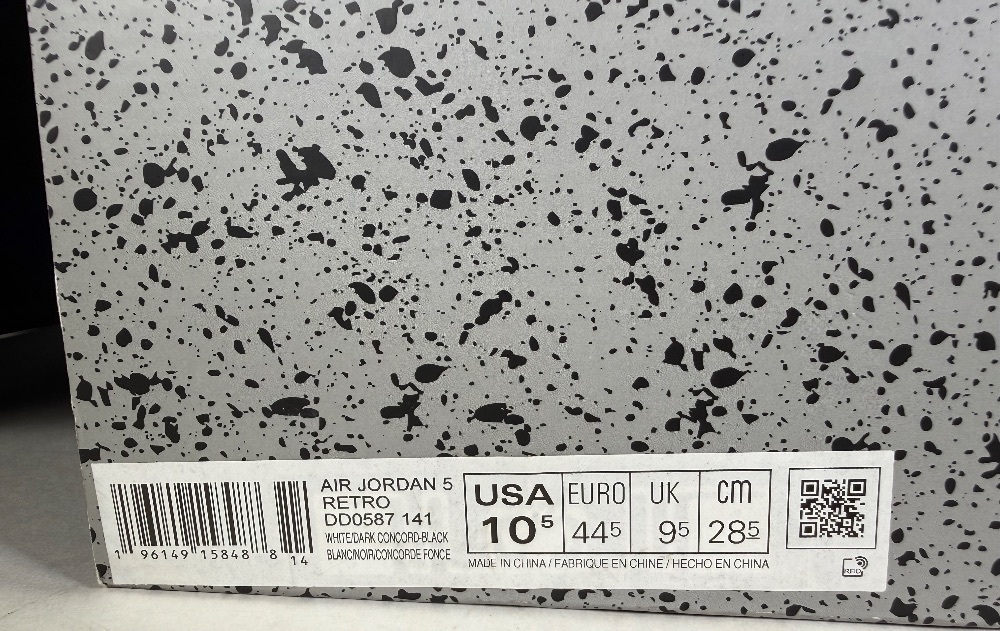 AIR JORDAN 5
RETRO
DD0587 141
WHITE/DARK CONCORD-BLACK
BLANC/NOIR/CONCORDE FONCE
1 96149 15848 8 14
USA EURO UK cm
10⁵ 44⁵ 9⁵ 28⁵
MADE IN CHINA / FABRIQUE EN CHINE / HECHO EN CHINA
RFID